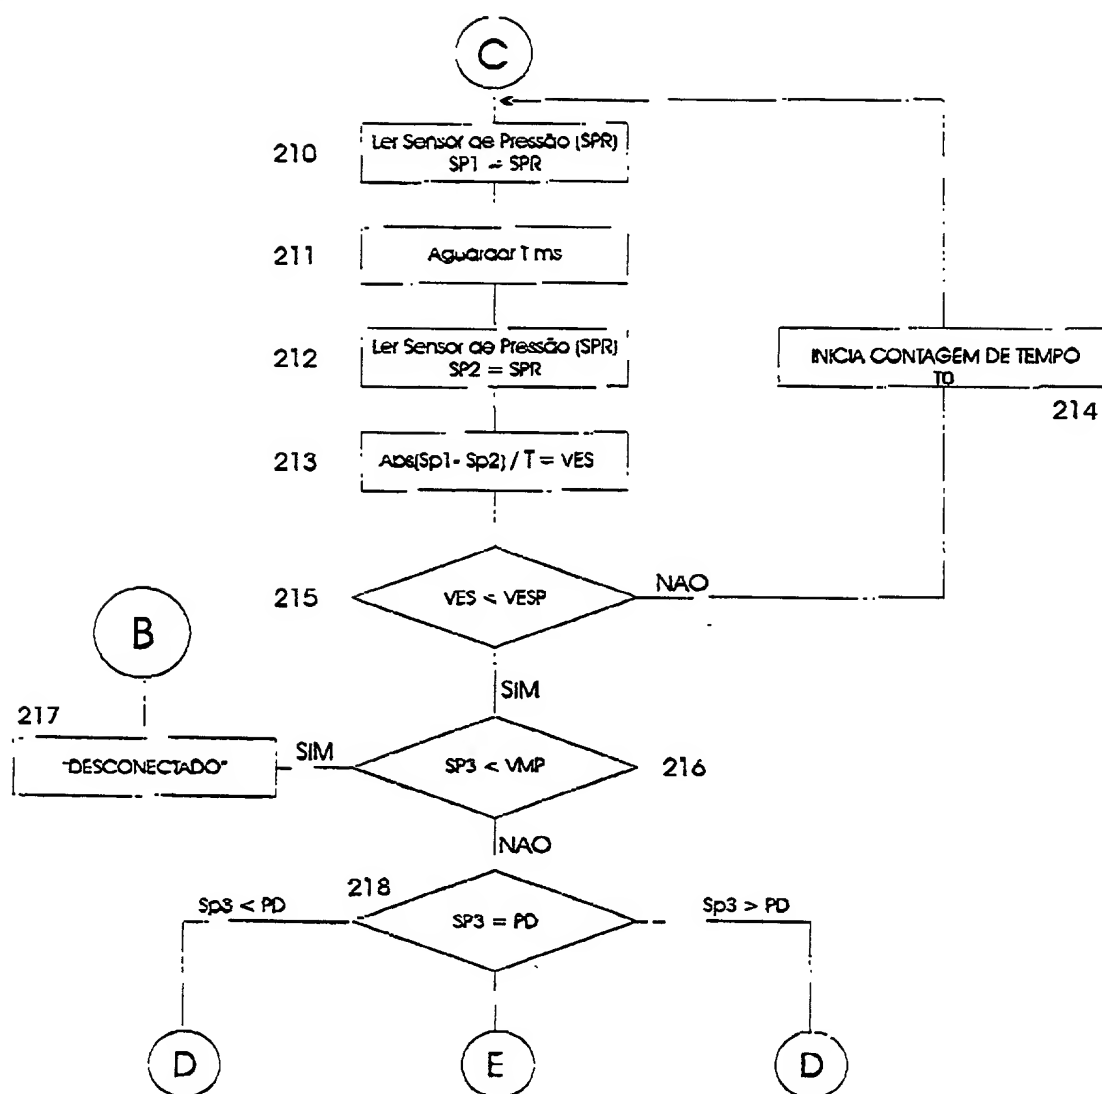 C
210
Ler Sensor de Pressão (SPR)
SP1 = SPR
211
Aguardar T ms
212
Ler Sensor de Pressão (SPR)
SP2 = SPR
INICIA CONTAGEM DE TEMPO
T0
214
213
Abs(Sp1 - Sp2) / T = VES
215
VES < VESP
NAO
B
SIM
217
"DESCONECTADO"
SIM
SP3 < VMP
216
NAO
218
Sp3 < PD
SP3 = PD
Sp3 > PD
D
E
D